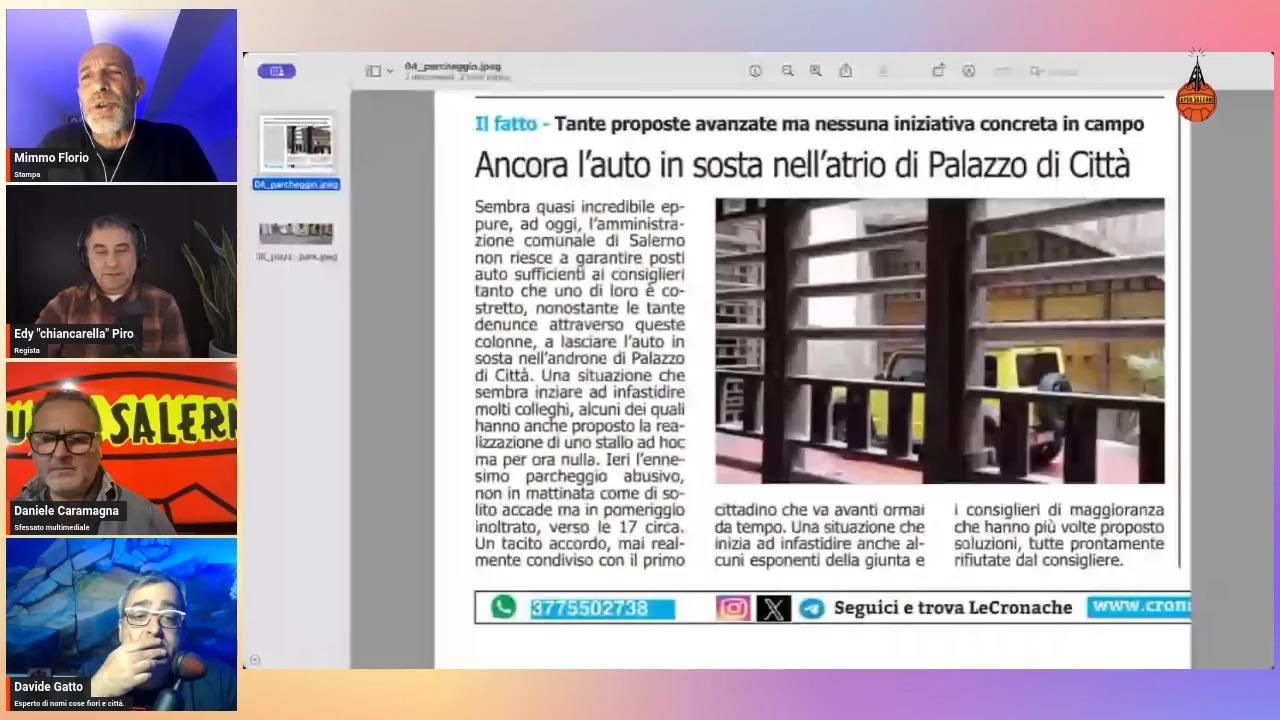 Mimmo Florio
Stampa
Edy "chiancarella" Piro
Regista
SALERN
Daniele Caramagna
Sfessato multimediale
Davide Gatto
Esperto di nomi cose fiori e città.
04_parcheggio.jpeg
04_parcheggio.jpeg
SUPER SALERNO
Il fatto - Tante proposte avanzate ma nessuna iniziativa concreta in campo
Ancora l'auto in sosta nell'atrio di Palazzo di Città
Sembra quasi incredibile ep-
pure, ad oggi, l'amministra-
zione comunale di Salerno
non riesce a garantire posti
auto sufficienti ai consiglieri
tanto che uno di loro è co-
stretto, nonostante le tante
denunce attraverso queste
colonne, a lasciare l'auto in
sosta nell'androne di Palazzo
di Città. Una situazione che
sembra inziare ad infastidire
molti colleghi, alcuni dei quali
hanno anche proposto la rea-
lizzazione di uno stallo ad hoc
ma per ora nulla. Ieri l'enne-
simo parcheggio abusivo,
non in mattinata come di so-
lito accade ma in pomeriggio
inoltrato, verso le 17 circa.
Un tacito accordo, mai real-
mente condiviso con il primo
cittadino che va avanti ormai
da tempo. Una situazione che
inizia ad infastidire anche al-
cuni esponenti della giunta e
i consiglieri di maggioranza
che hanno più volte proposto
soluzioni, tutte prontamente
rifiutate dal consigliere.
3775502738
Seguici e trova LeCronache
www.cron